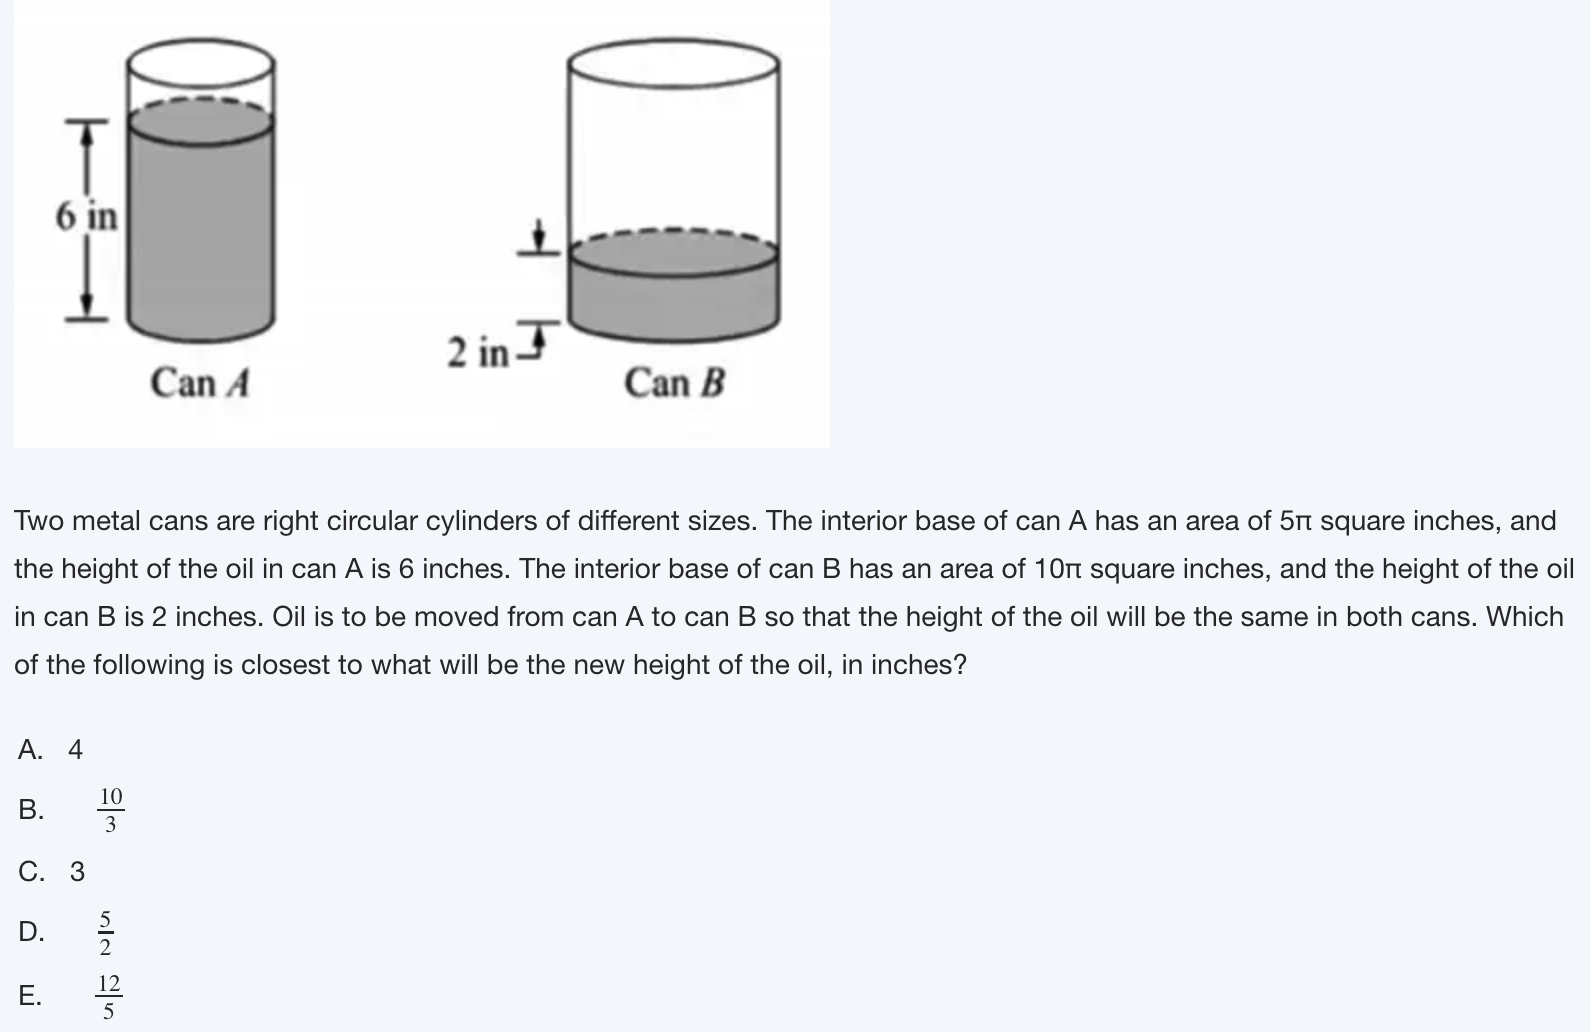 6 in
2 in
Can A
Can B
Two metal cans are right circular cylinders of different sizes. The interior base of can A has an area of 5π square inches, and
the height of the oil in can A is 6 inches. The interior base of can B has an area of 10π square inches, and the height of the oil
in can B is 2 inches. Oil is to be moved from can A to can B so that the height of the oil will be the same in both cans. Which
of the following is closest to what will be the new height of the oil, in inches?
A. 4
B. 10/3
C. 3
D. 5/2
E. 12/5